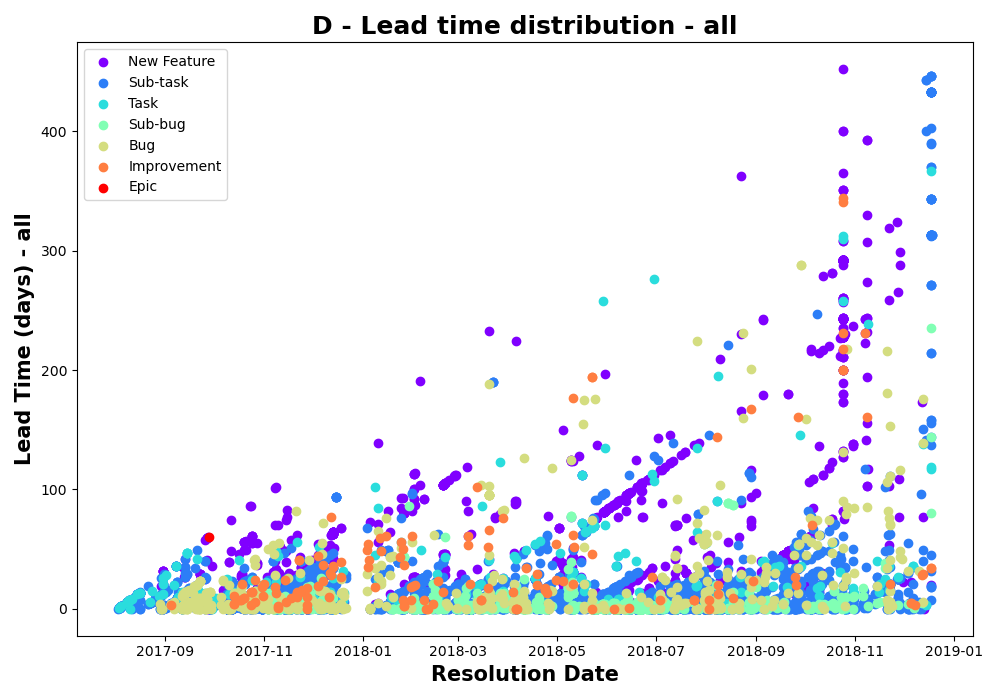 D - Lead time distribution - all
New Feature
Sub-task
Task
Sub-bug
Bug
Improvement
Epic
Lead Time (days) - all
400
300
200
100
0
2017-09 2017-11 2018-01 2018-03 2018-05 2018-07 2018-09 2018-11 2019-01
Resolution Date